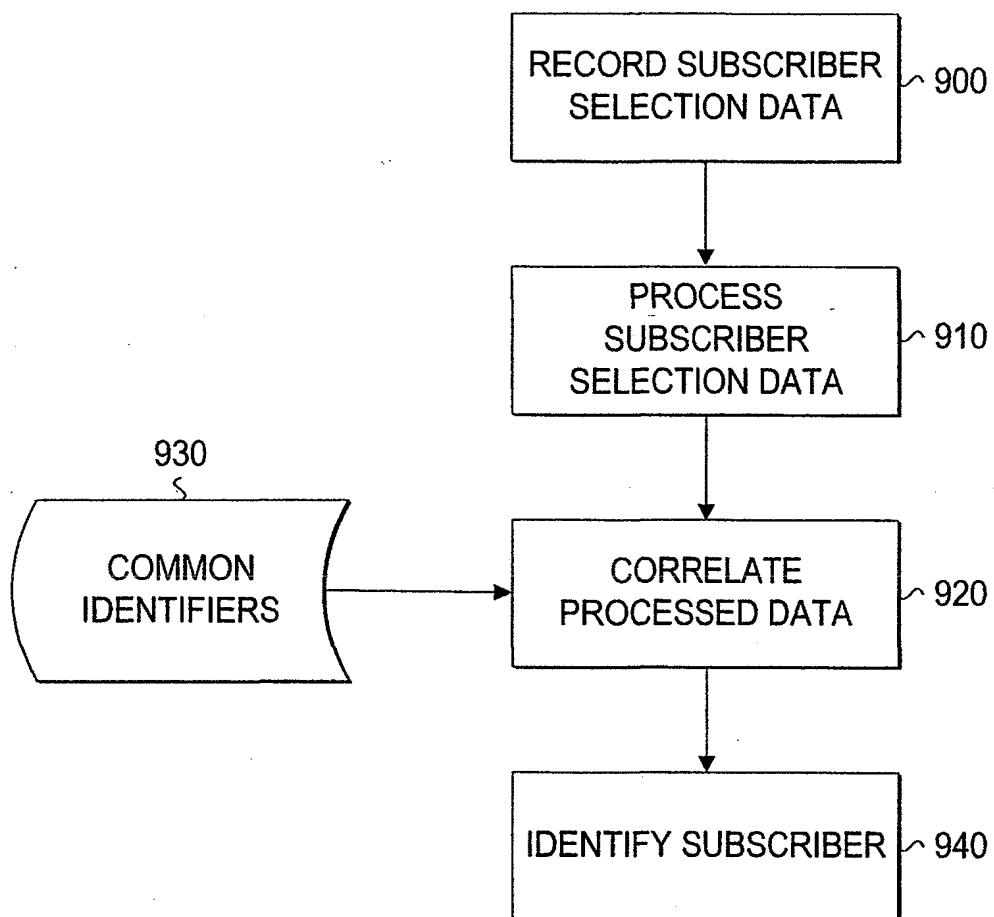 RECORD SUBSCRIBER
SELECTION DATA
900
PROCESS
SUBSCRIBER
SELECTION DATA
910
930
COMMON
IDENTIFIERS
CORRELATE
PROCESSED DATA
920
IDENTIFY SUBSCRIBER
940